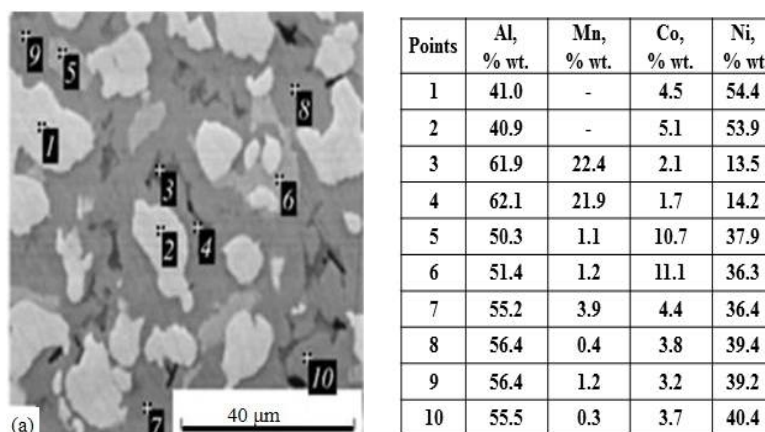 9
5
8
1
3
6
2
4
10
(a)
7
40 µm
Points Al, % wt. Mn, % wt. Co, % wt. Ni, % wt
1 41.0 - 4.5 54.4
2 40.9 - 5.1 53.9
3 61.9 22.4 2.1 13.5
4 62.1 21.9 1.7 14.2
5 50.3 1.1 10.7 37.9
6 51.4 1.2 11.1 36.3
7 55.2 3.9 4.4 36.4
8 56.4 0.4 3.8 39.4
9 56.4 1.2 3.2 39.2
10 55.5 0.3 3.7 40.4